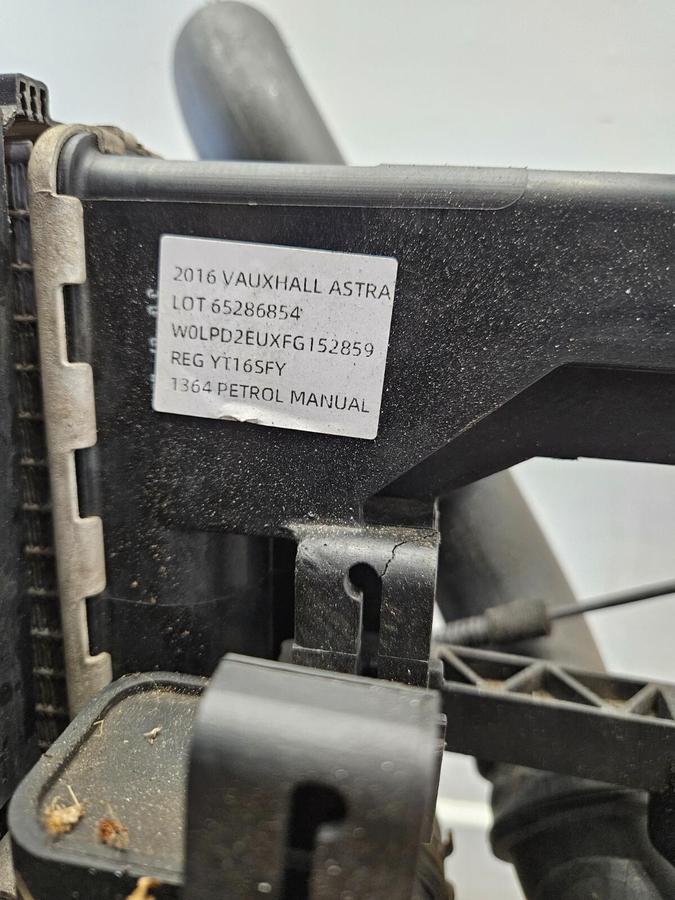 2016 VAUXHALL ASTRA
LOT 65286854
W0LPD2EUXFG152859
REG YT16SFY
1364 PETROL MANUAL